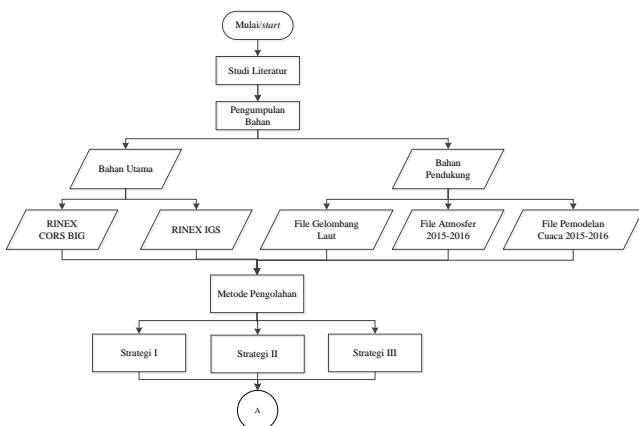 Mulai/start
Studi Literatur
Pengumpulan
Bahan
Bahan Utama
Bahan
Pendukung
RINEX
CORS BIG
RINEX IGS
File Gelombang
Laut
File Atmosfer
2015-2016
File Pemodelan
Cuaca 2015-2016
Metode Pengolahan
Strategi I
Strategi II
Strategi III
A